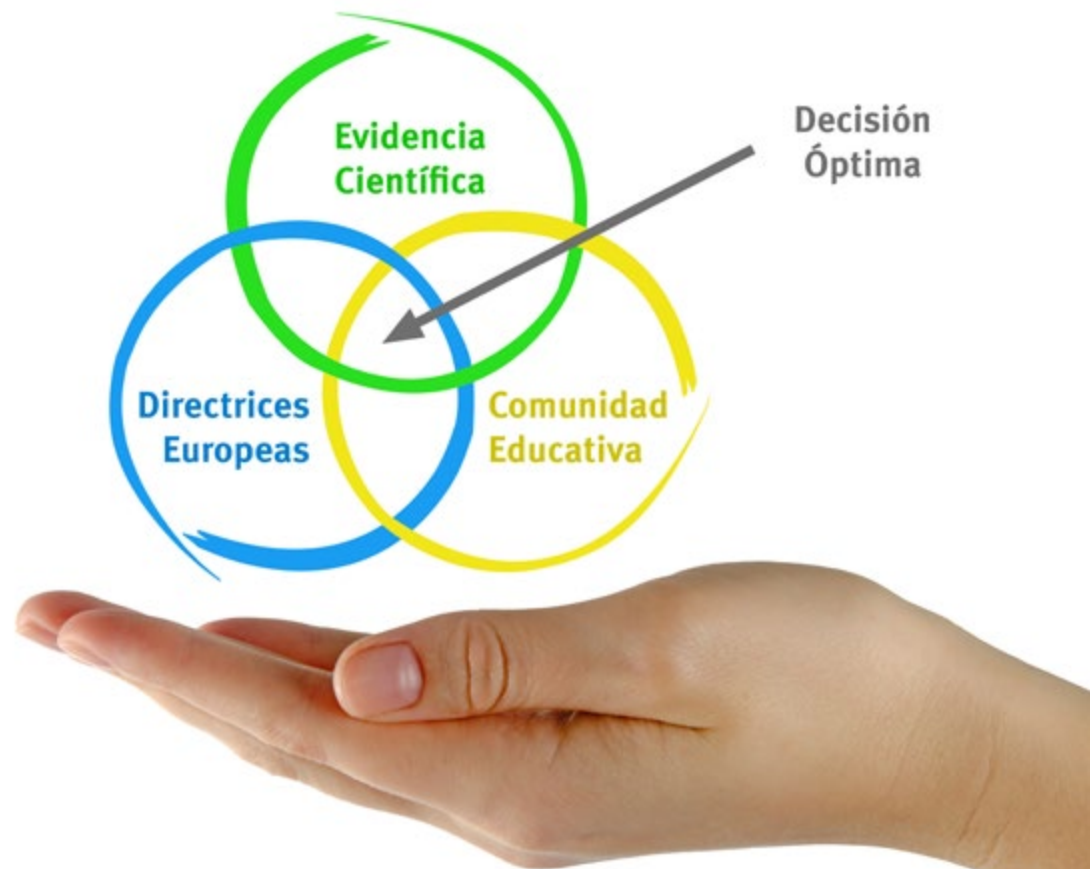 Evidencia
Científica
Decisión
Óptima
Directrices
Europeas
Comunidad
Educativa